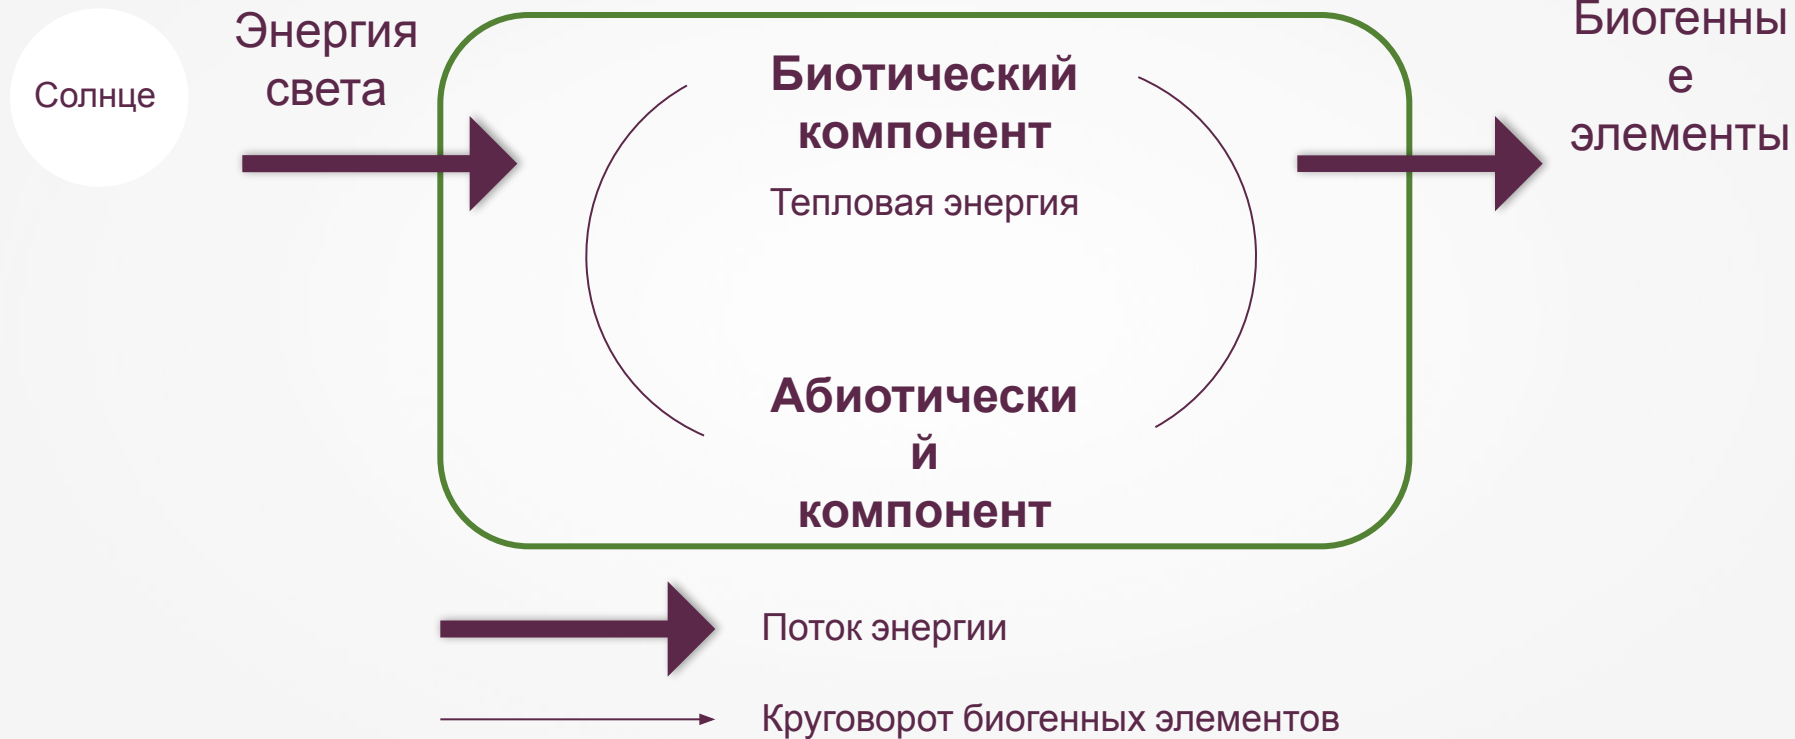 Солнце
Энергия
света
Биотический
компонент
Тепловая энергия
Абиотически
й
компонент
Биогенны
е
элементы
Поток энергии
Круговорот биогенных элементов